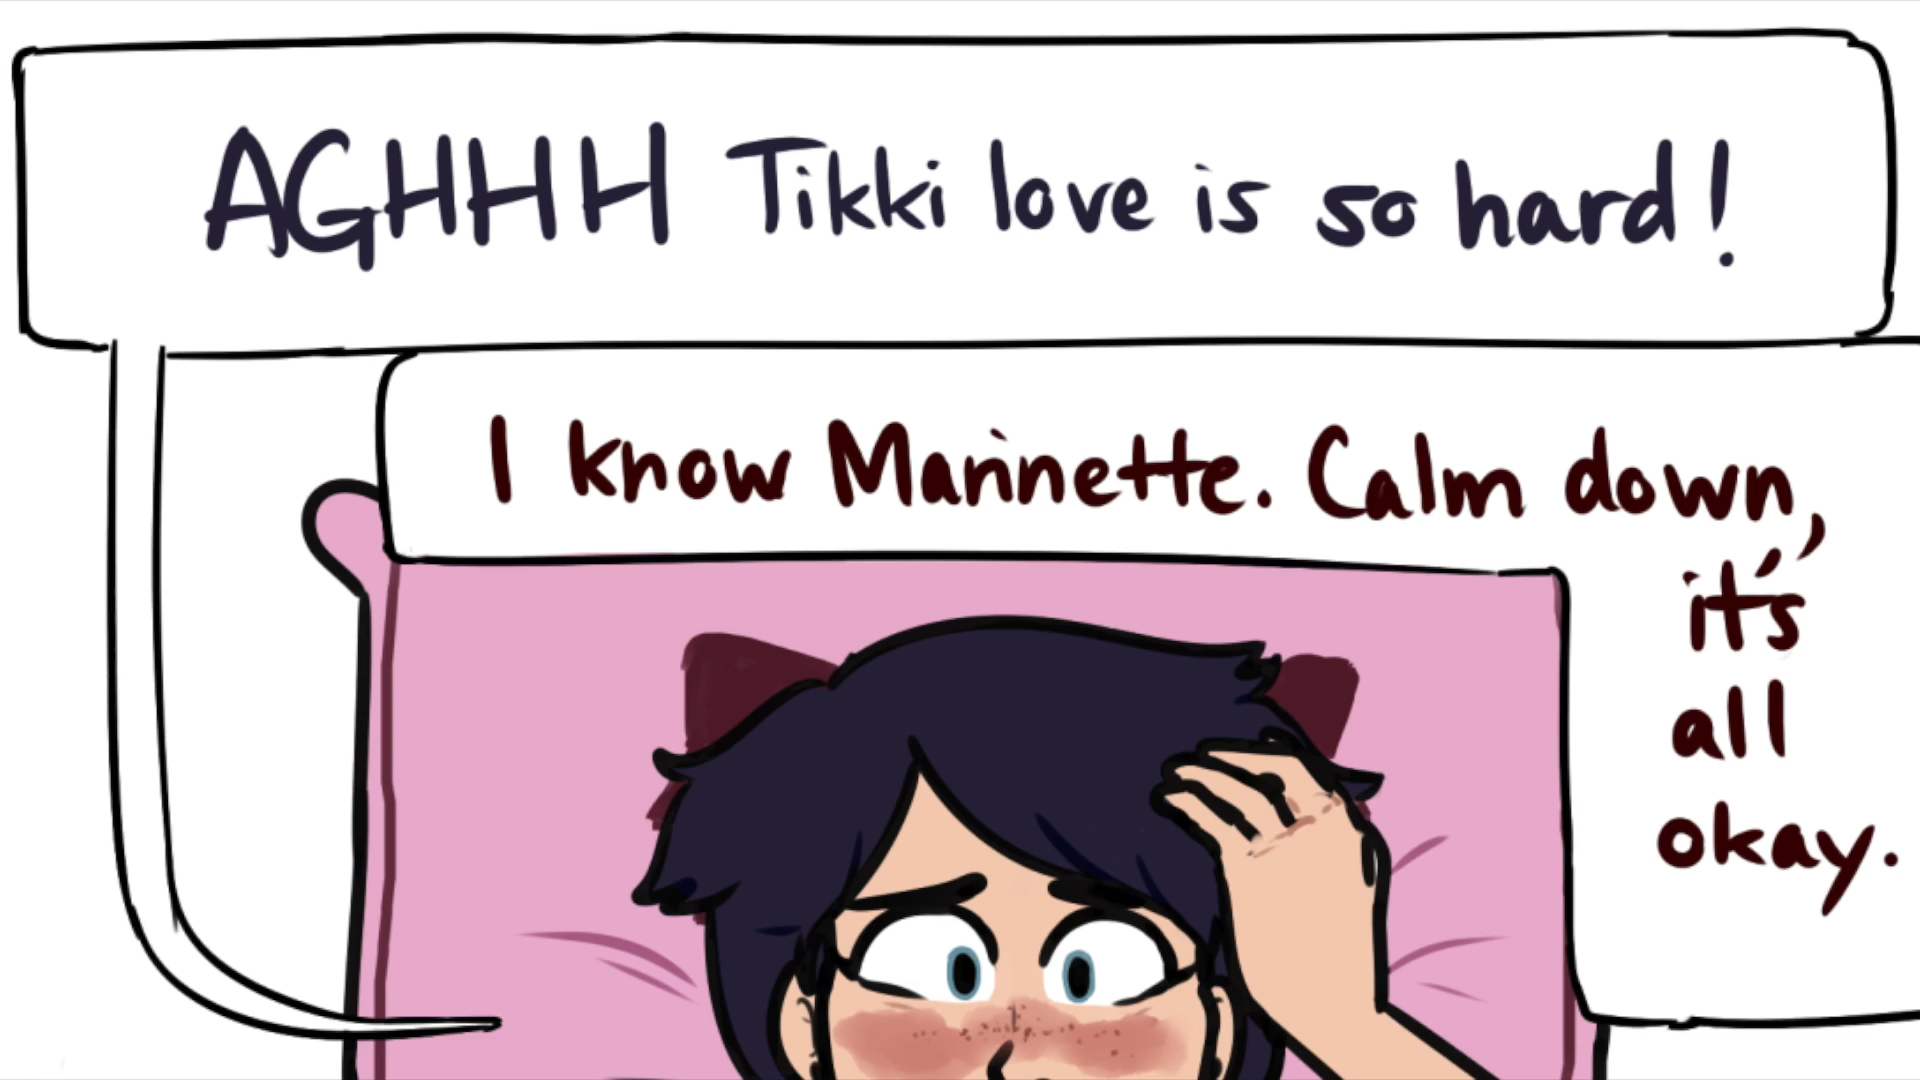 AGHHH Tikki love is so hard!
I know Marinette. Calm down,
it's
all
okay.